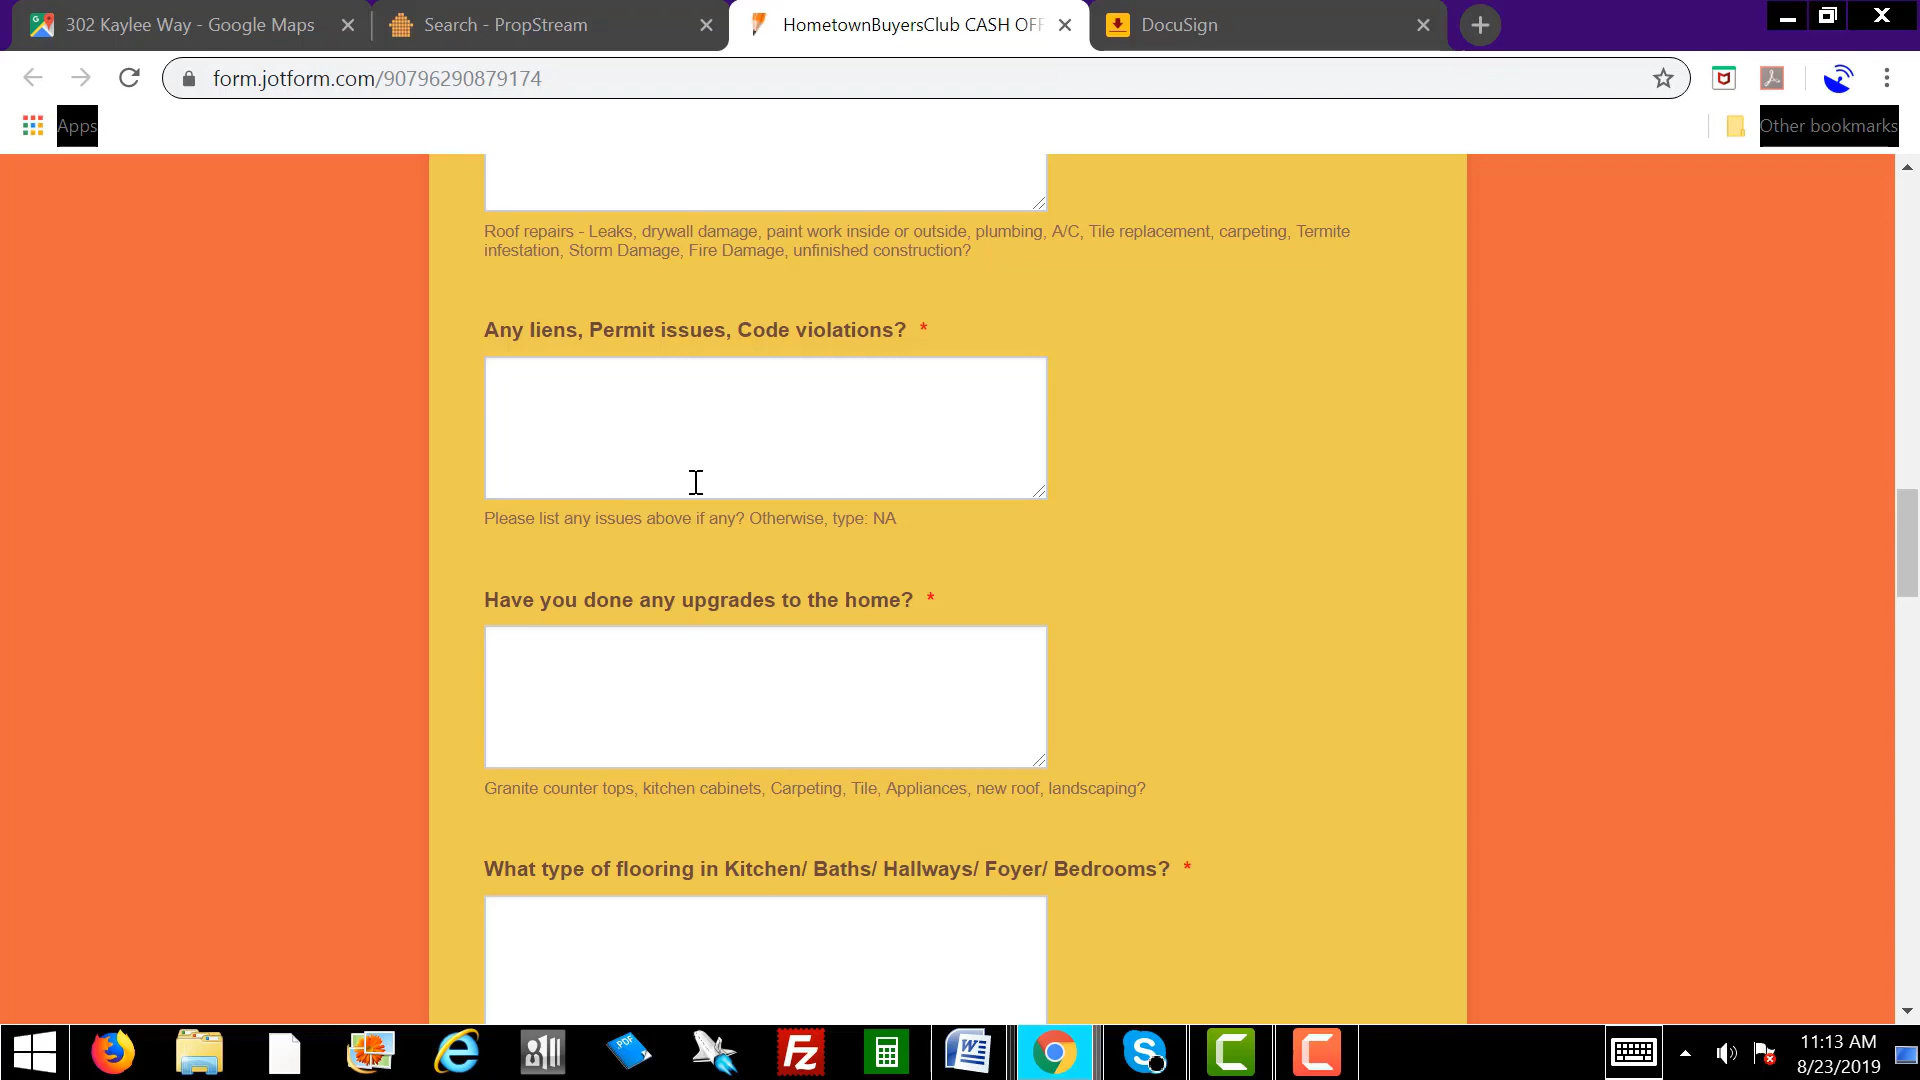 302 Kaylee Way - Google Maps
Search - PropStream
HometownBuyersClub CASH OFF
DocuSign
form.jotform.com/90796290879174
Apps
Other bookmarks
Roof repairs - Leaks, drywall damage, paint work inside or outside, plumbing, A/C, Tile replacement, carpeting, Termite
infestation, Storm Damage, Fire Damage, unfinished construction?
Any liens, Permit issues, Code violations? *
Please list any issues above if any? Otherwise, type: NA
Have you done any upgrades to the home? *
Granite counter tops, kitchen cabinets, Carpeting, Tile, Appliances, new roof, landscaping?
What type of flooring in Kitchen/ Baths/ Hallways/ Foyer/ Bedrooms? *
11:13 AM
8/23/2019